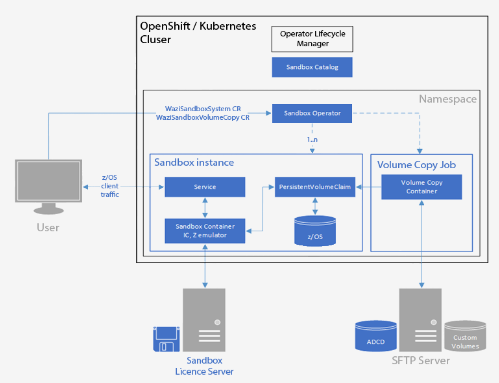 OpenShift / Kubernetes
Cluser
Operator Lifecycle
Manager
Sandbox Catalog
Namespace
WaziSandboxSystem CR
WaziSandboxVolumeCopy CR
Sandbox Operator
1..n
Sandbox instance
Volume Copy Job
z/OS
client
traffic
Service
PersistentVolumeClaim
Volume Copy
Container
User
Sandbox Container
IC, Z emulator
z/OS
Sandbox
Licence Server
ADCD
Custom
Volumes
SFTP Server